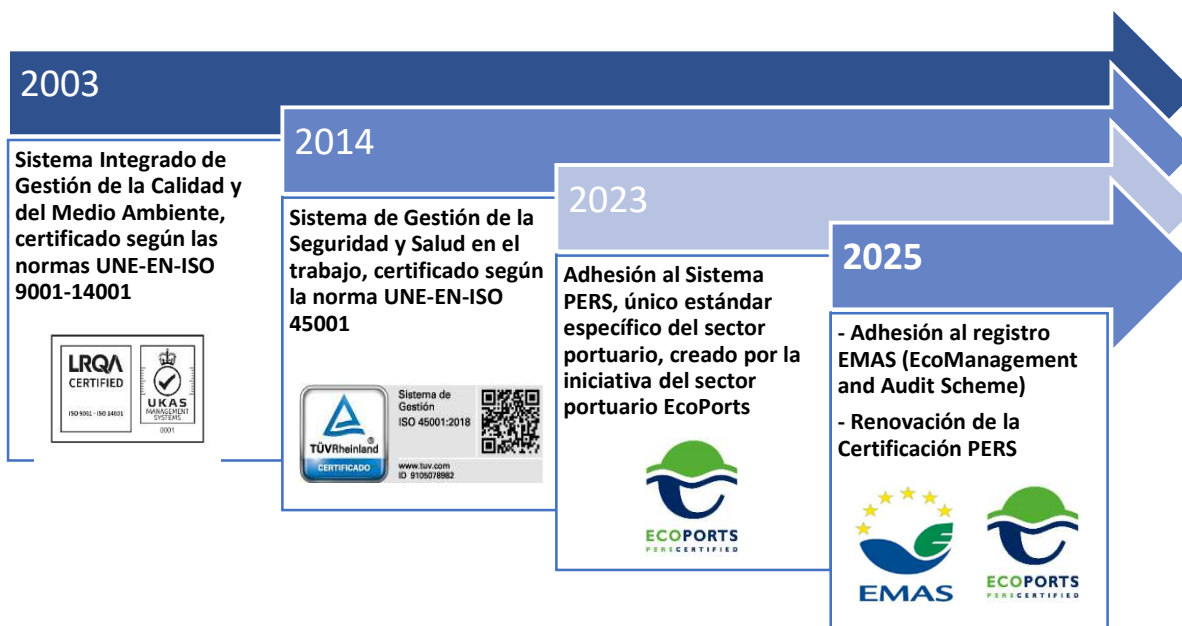 2003
Sistema Integrado de
Gestión de la Calidad y
del Medio Ambiente,
certificado según las
normas UNE-EN-ISO
9001-14001
LRQA
CERTIFIED
ISO 9001 - ISO 14001
UKAS
MANAGEMENT
SYSTEMS
0001
2014
Sistema de Gestión de la
Seguridad y Salud en el
trabajo, certificado según
la norma UNE-EN-ISO
45001
TÜVRheinland®
CERTIFICADO
Sistema de
Gestión
ISO 45001:2018
www.tuv.com
ID 9105078982
2023
Adhesión al Sistema
PERS, único estándar
específico del sector
portuario, creado por la
iniciativa del sector
portuario EcoPorts
ECOPORTS
PERS CERTIFIED
2025
- Adhesión al registro
EMAS (EcoManagement
and Audit Scheme)
- Renovación de la
Certificación PERS
EMAS
ECOPORTS
PERS CERTIFIED